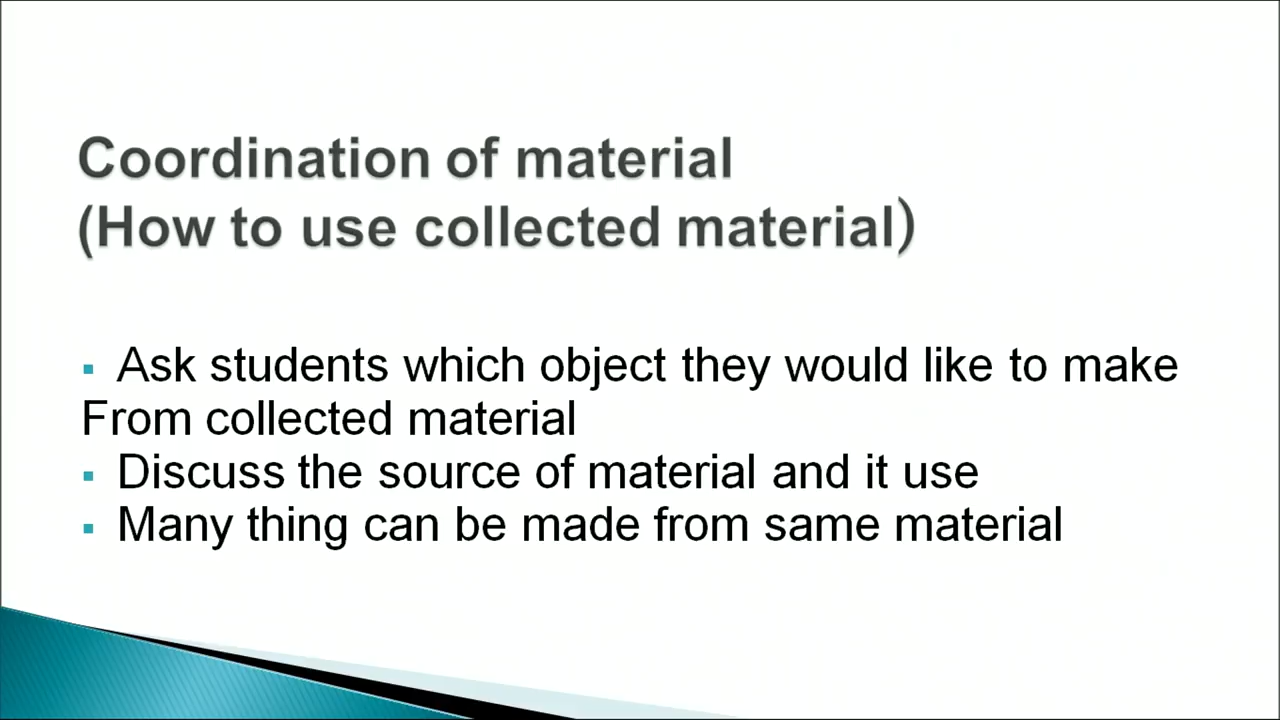 Coordination of material
(How to use collected material)
▪ Ask students which object they would like to make
From collected material
▪ Discuss the source of material and it use
▪ Many thing can be made from same material